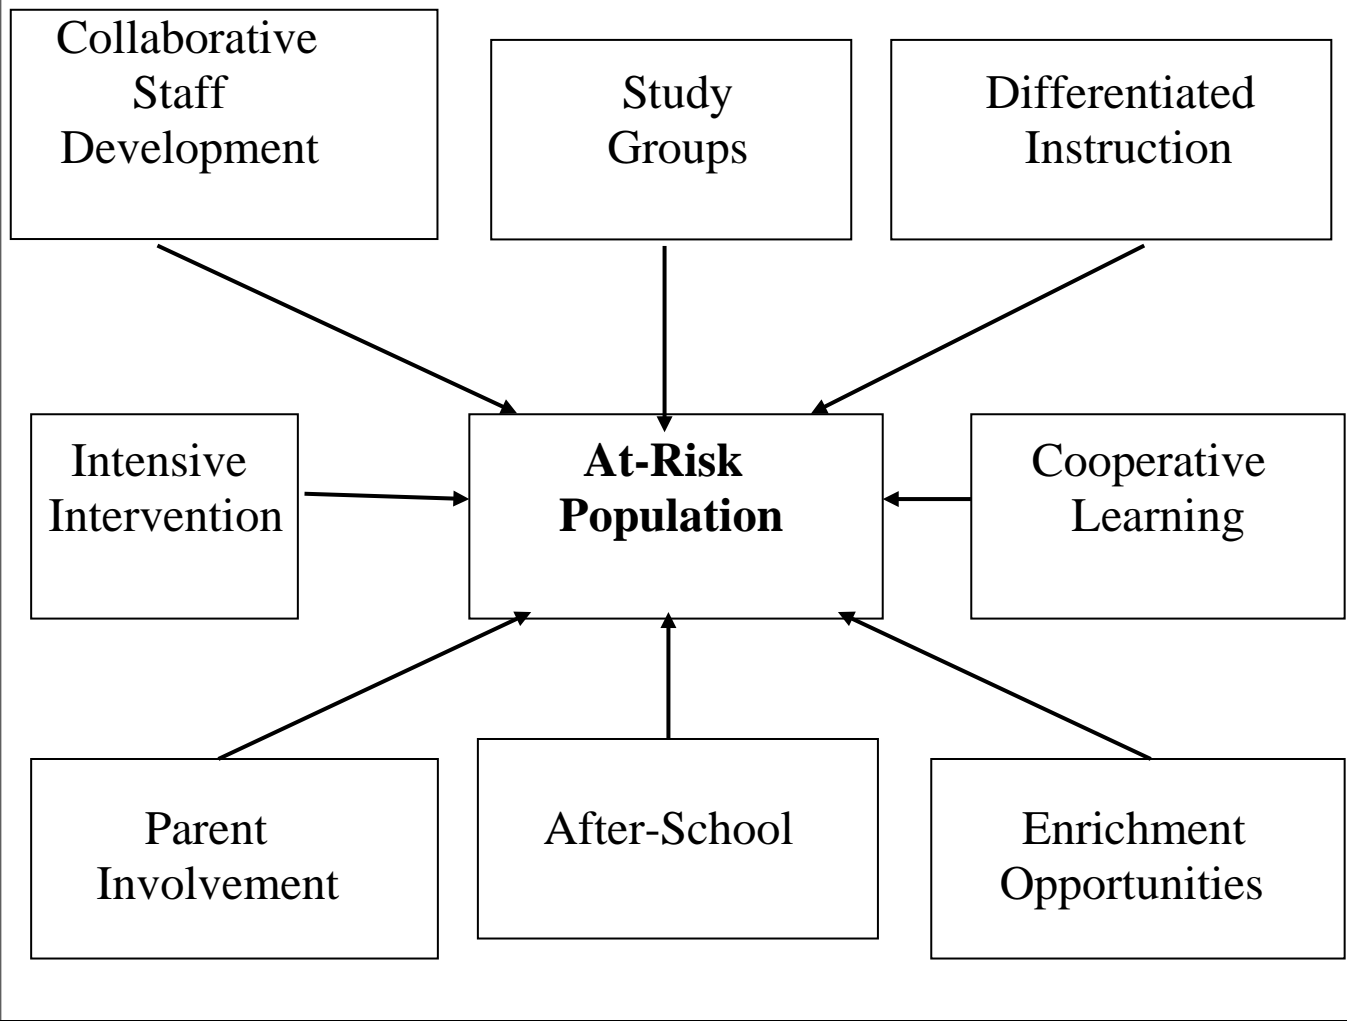 Collaborative
Staff
Development
Study
Groups
Differentiated
Instruction
Intensive
Intervention
At-Risk
Population
Cooperative
Learning
Parent
Involvement
After-School
Enrichment
Opportunities